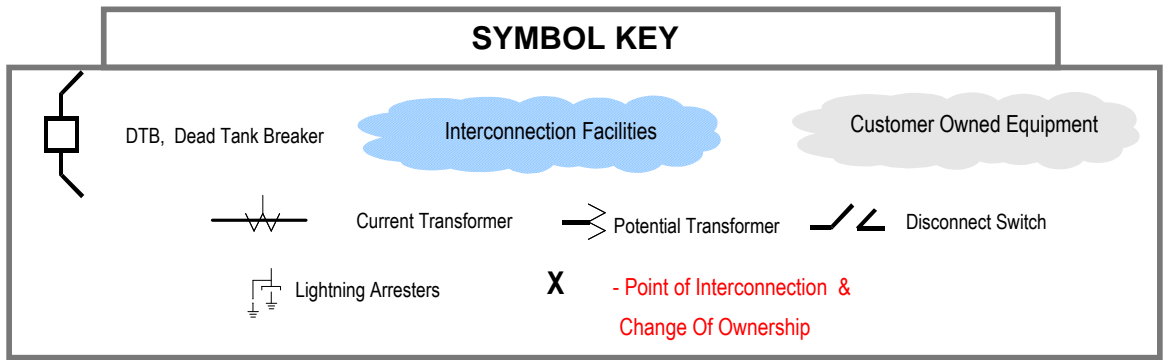 SYMBOL KEY
DTB, Dead Tank Breaker
Interconnection Facilities
Customer Owned Equipment
Current Transformer
Potential Transformer
Disconnect Switch
Lightning Arresters
X
- Point of Interconnection &
Change Of Ownership